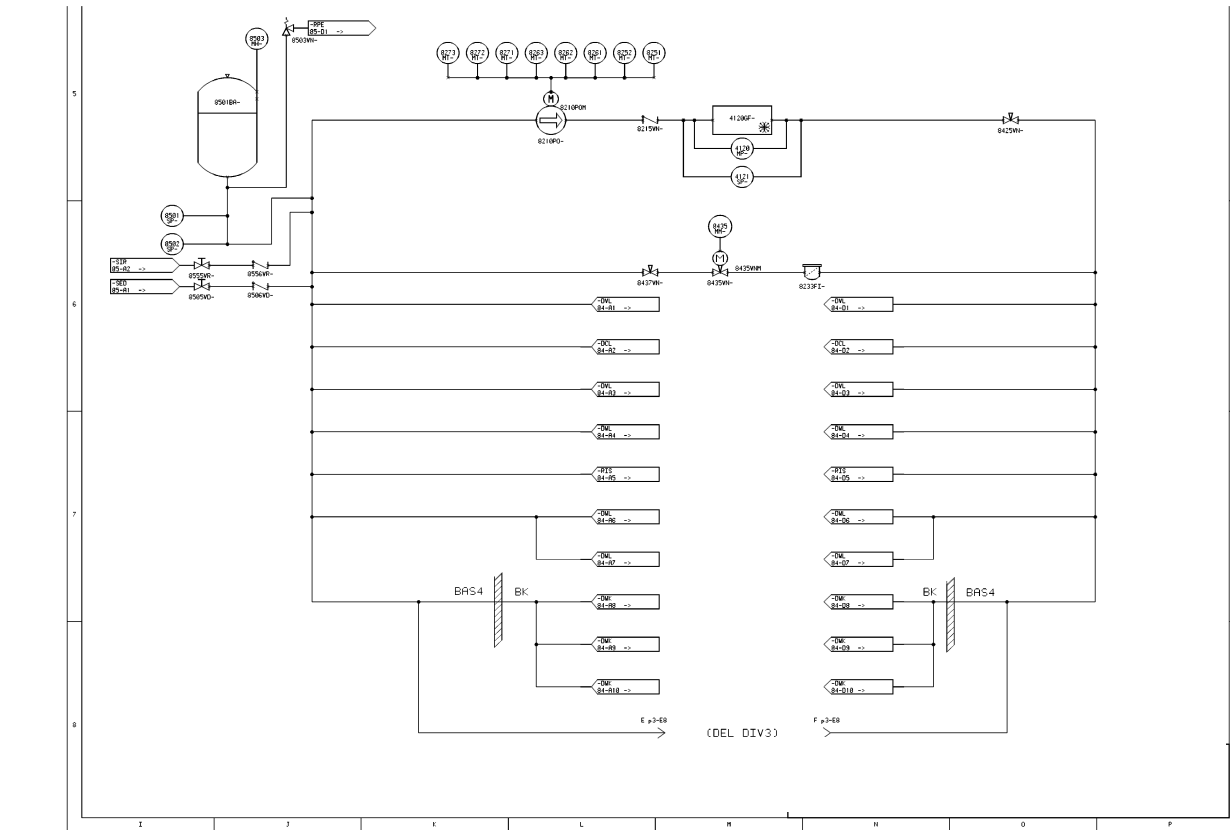 -RPE
85-D1 ->
8503VN-
8503
MN-
8501BA-
8273
MT-
8272
MT-
8271
MT-
8263
MT-
8262
MT-
8261
MT-
8252
MT-
8251
MT-
M
8210POM
8210PO-
8215VN-
4120GF-
4120
MP-
4121
SP-
8425VN-
5
8501
SP-
8502
SP-
-SIR
85-A2 ->
8555VR-
8556VR-
-SED
85-A1 ->
8505VD-
8506VD-
8435
MM-
M
8435VNM
8437VN-
8435VN-
8233FI-
6
-DVL
84-A1 ->
-DVL
84-D1 ->
-DCL
84-A2 ->
-DCL
84-D2 ->
-DVL
84-A3 ->
-DVL
84-D3 ->
-DWL
84-A4 ->
-DWL
84-D4 ->
-RIS
84-A5 ->
-RIS
84-D5 ->
7
-DWL
84-A6 ->
-DWL
84-D6 ->
-DWL
84-A7 ->
-DWL
84-D7 ->
BAS4 BK
BK BAS4
-DWK
84-A8 ->
-DWK
84-D8 ->
-DWK
84-A9 ->
-DWK
84-D9 ->
-DWK
84-A10 ->
-DWK
84-D10 ->
8
E p3-E8
(DEL DIV3)
F p3-E8
I J K L M N O P